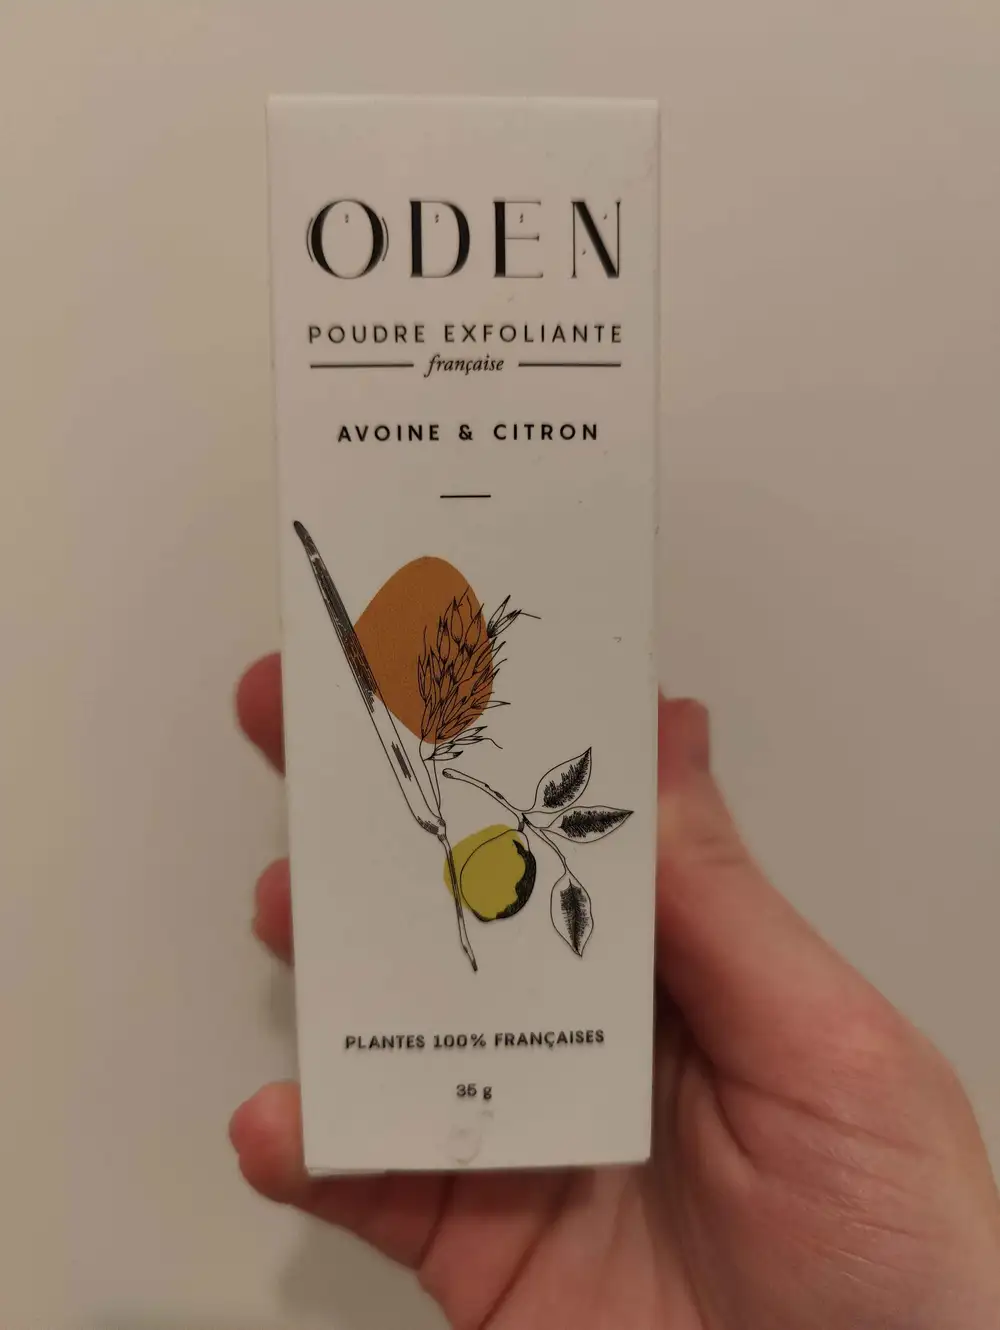 ODEN
POUDRE EXFOLIANTE
française
AVOINE & CITRON
PLANTES 100% FRANÇAISES
35 g